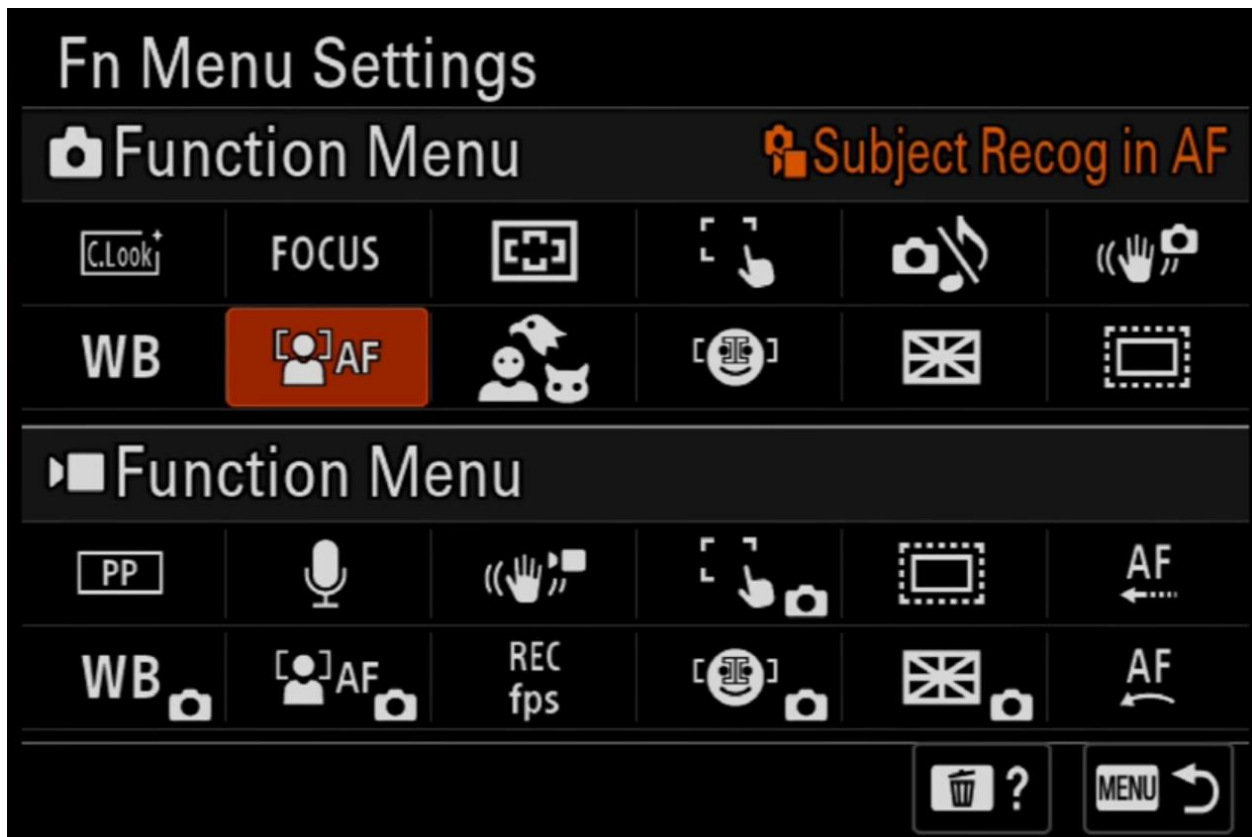 Fn Menu Settings
Function Menu Subject Recog in AF
C.Look FOCUS
WB AF
Function Menu
PP AF
WB AF REC fps AF
? MENU